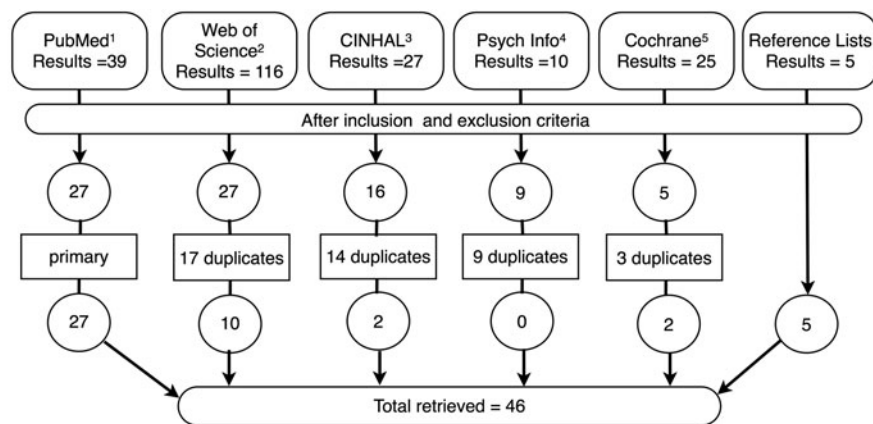 PubMed¹
Results =39
Web of
Science²
Results = 116
CINHAL³
Results =27
Psych Info⁴
Results =10
Cochrane⁵
Results = 25
Reference Lists
Results = 5
After inclusion and exclusion criteria
27
27
16
9
5
primary
17 duplicates
14 duplicates
9 duplicates
3 duplicates
27
10
2
0
2
5
Total retrieved = 46